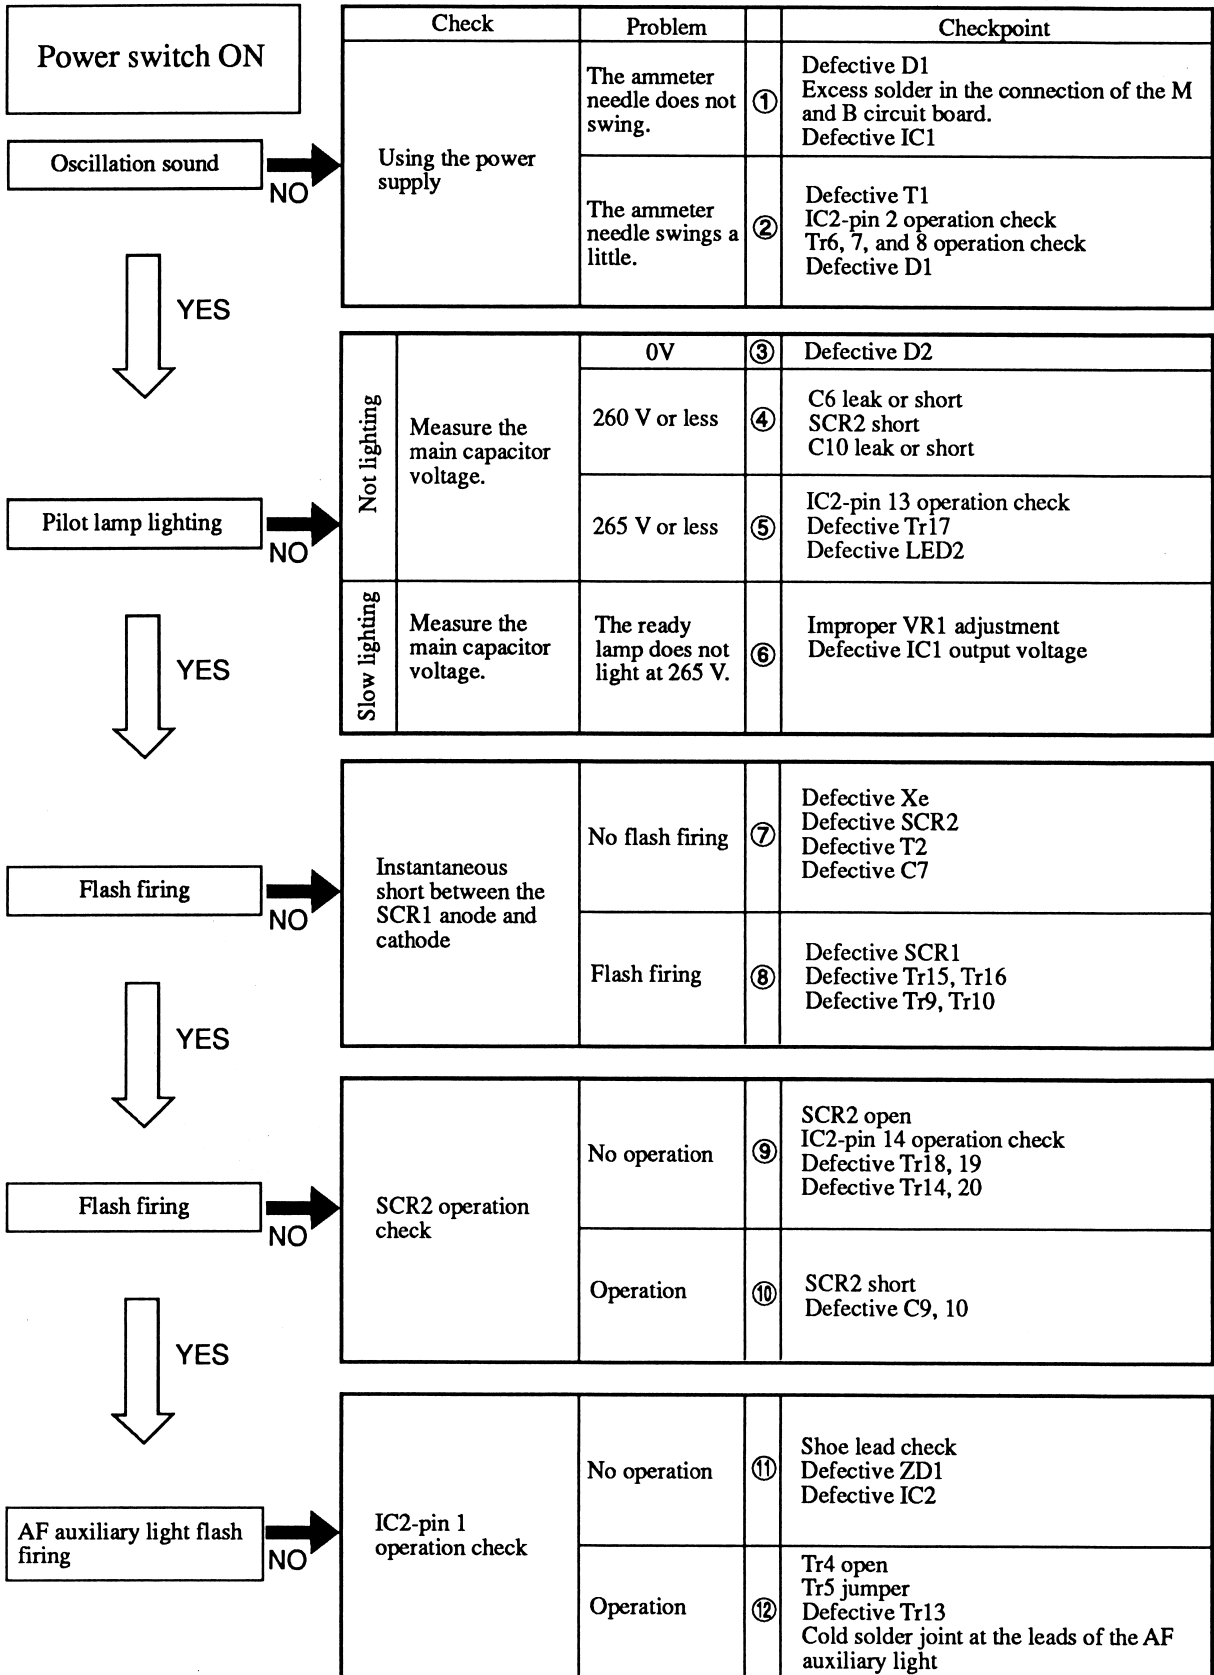 Power switch ON
Check Problem Checkpoint
Oscillation sound
NO
Using the power
supply
The ammeter
needle does not
swing.
①
Defective D1
Excess solder in the connection of the M
and B circuit board.
Defective IC1
The ammeter
needle swings a
little.
②
Defective T1
IC2-pin 2 operation check
Tr6, 7, and 8 operation check
Defective D1
YES
Pilot lamp lighting
NO
Not lighting
Measure the
main capacitor
voltage.
0V
③
Defective D2
260 V or less
④
C6 leak or short
SCR2 short
C10 leak or short
265 V or less
⑤
IC2-pin 13 operation check
Defective Tr17
Defective LED2
Slow lighting
Measure the
main capacitor
voltage.
The ready
lamp does not
light at 265 V.
⑥
Improper VR1 adjustment
Defective IC1 output voltage
YES
Flash firing
NO
Instantaneous
short between the
SCR1 anode and
cathode
No flash firing
⑦
Defective Xe
Defective SCR2
Defective T2
Defective C7
Flash firing
⑧
Defective SCR1
Defective Tr15, Tr16
Defective Tr9, Tr10
YES
Flash firing
NO
SCR2 operation
check
No operation
⑨
SCR2 open
IC2-pin 14 operation check
Defective Tr18, 19
Defective Tr14, 20
Operation
⑩
SCR2 short
Defective C9, 10
YES
AF auxiliary light flash
firing
NO
IC2-pin 1
operation check
No operation
⑪
Shoe lead check
Defective ZD1
Defective IC2
Operation
⑫
Tr4 open
Tr5 jumper
Defective Tr13
Cold solder joint at the leads of the AF
auxiliary light